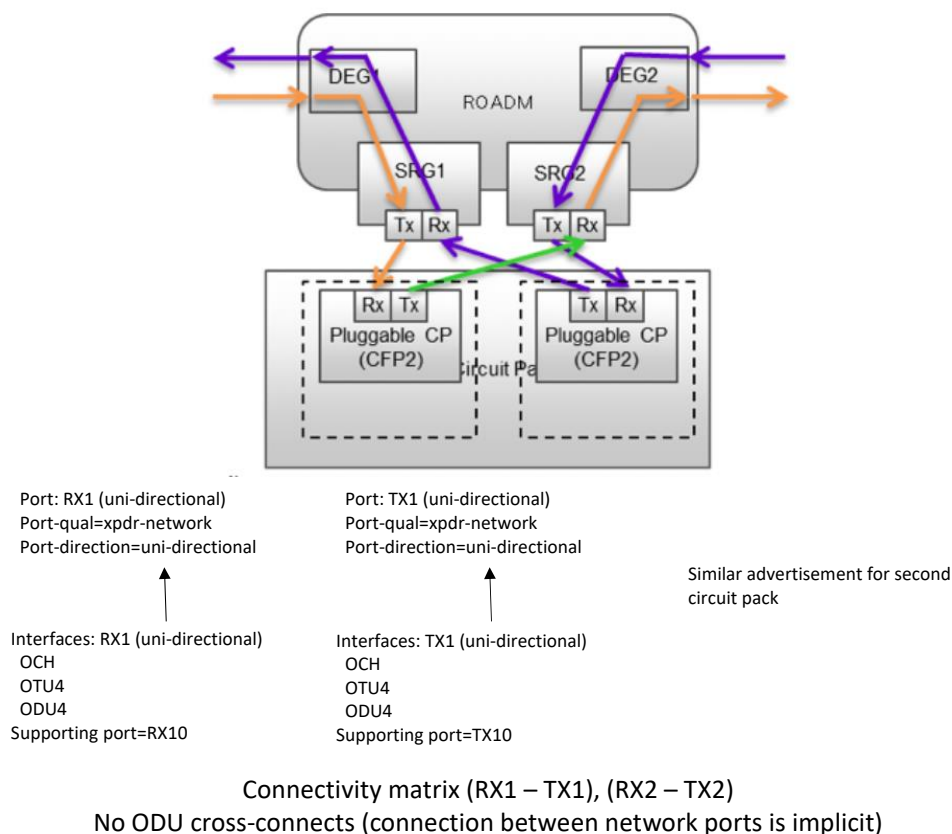 DEG1
DEG2
ROADM
SRG1
SRG2
Tx Rx
Tx Rx
Rx Tx
Tx Rx
Pluggable CP
(CFP2)
Pluggable CP
(CFP2)
Circuit Pa
Port: RX1 (uni-directional)
Port-qual=xpdr-network
Port-direction=uni-directional
Port: TX1 (uni-directional)
Port-qual=xpdr-network
Port-direction=uni-directional
Similar advertisement for second
circuit pack
Interfaces: RX1 (uni-directional)
OCH
OTU4
ODU4
Supporting port=RX10
Interfaces: TX1 (uni-directional)
OCH
OTU4
ODU4
Supporting port=TX10
Connectivity matrix (RX1 – TX1), (RX2 – TX2)
No ODU cross-connects (connection between network ports is implicit)